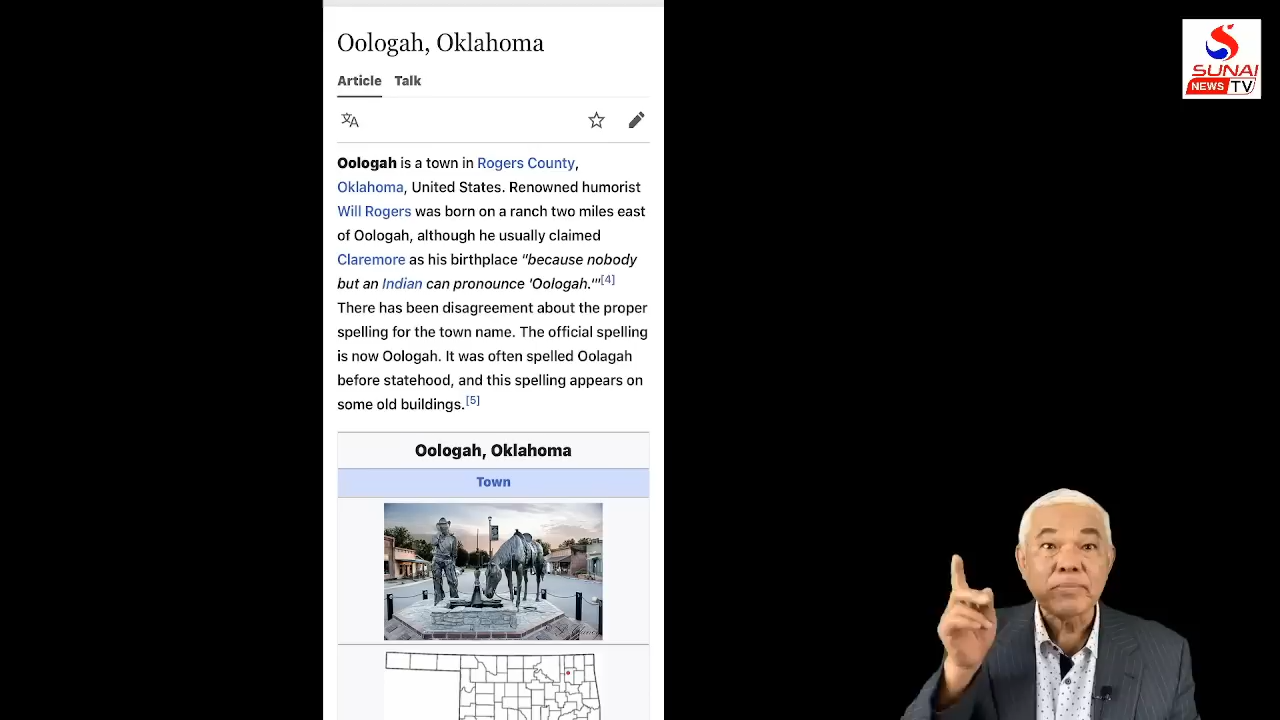 Oologah, Oklahoma
Article Talk
Oologah is a town in Rogers County,
Oklahoma, United States. Renowned humorist
Will Rogers was born on a ranch two miles east
of Oologah, although he usually claimed
Claremore as his birthplace "because nobody
but an Indian can pronounce 'Oologah.'"[4]
There has been disagreement about the proper
spelling for the town name. The official spelling
is now Oologah. It was often spelled Oolagah
before statehood, and this spelling appears on
some old buildings.[5]
Oologah, Oklahoma
Town
SUNAI
NEWS TV